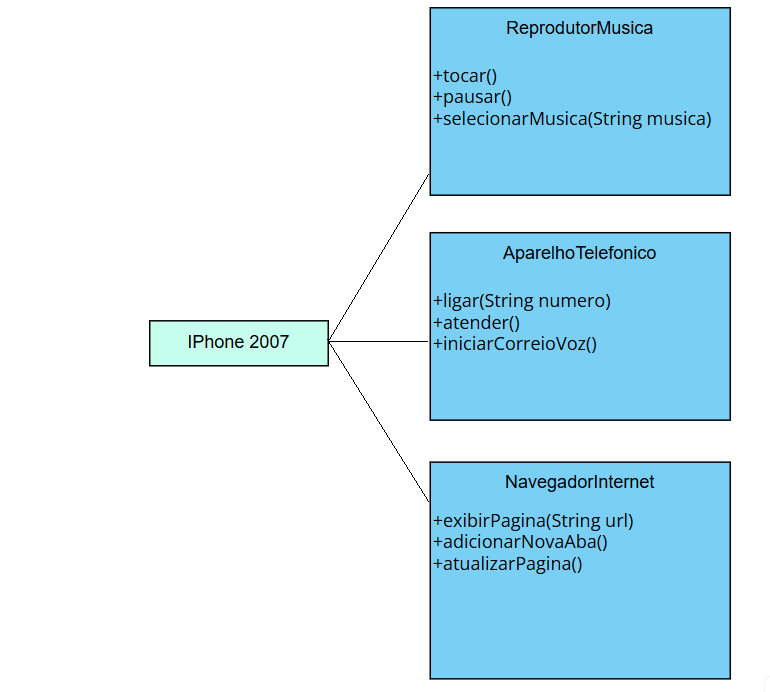 ReprodutorMusica
+tocar()
+pausar()
+selecionarMusica(String musica)
AparelhoTelefonico
+ligar(String numero)
+atender()
+iniciarCorreioVoz()
IPhone 2007
NavegadorInternet
+exibirPagina(String url)
+adicionarNovaAba()
+atualizarPagina()